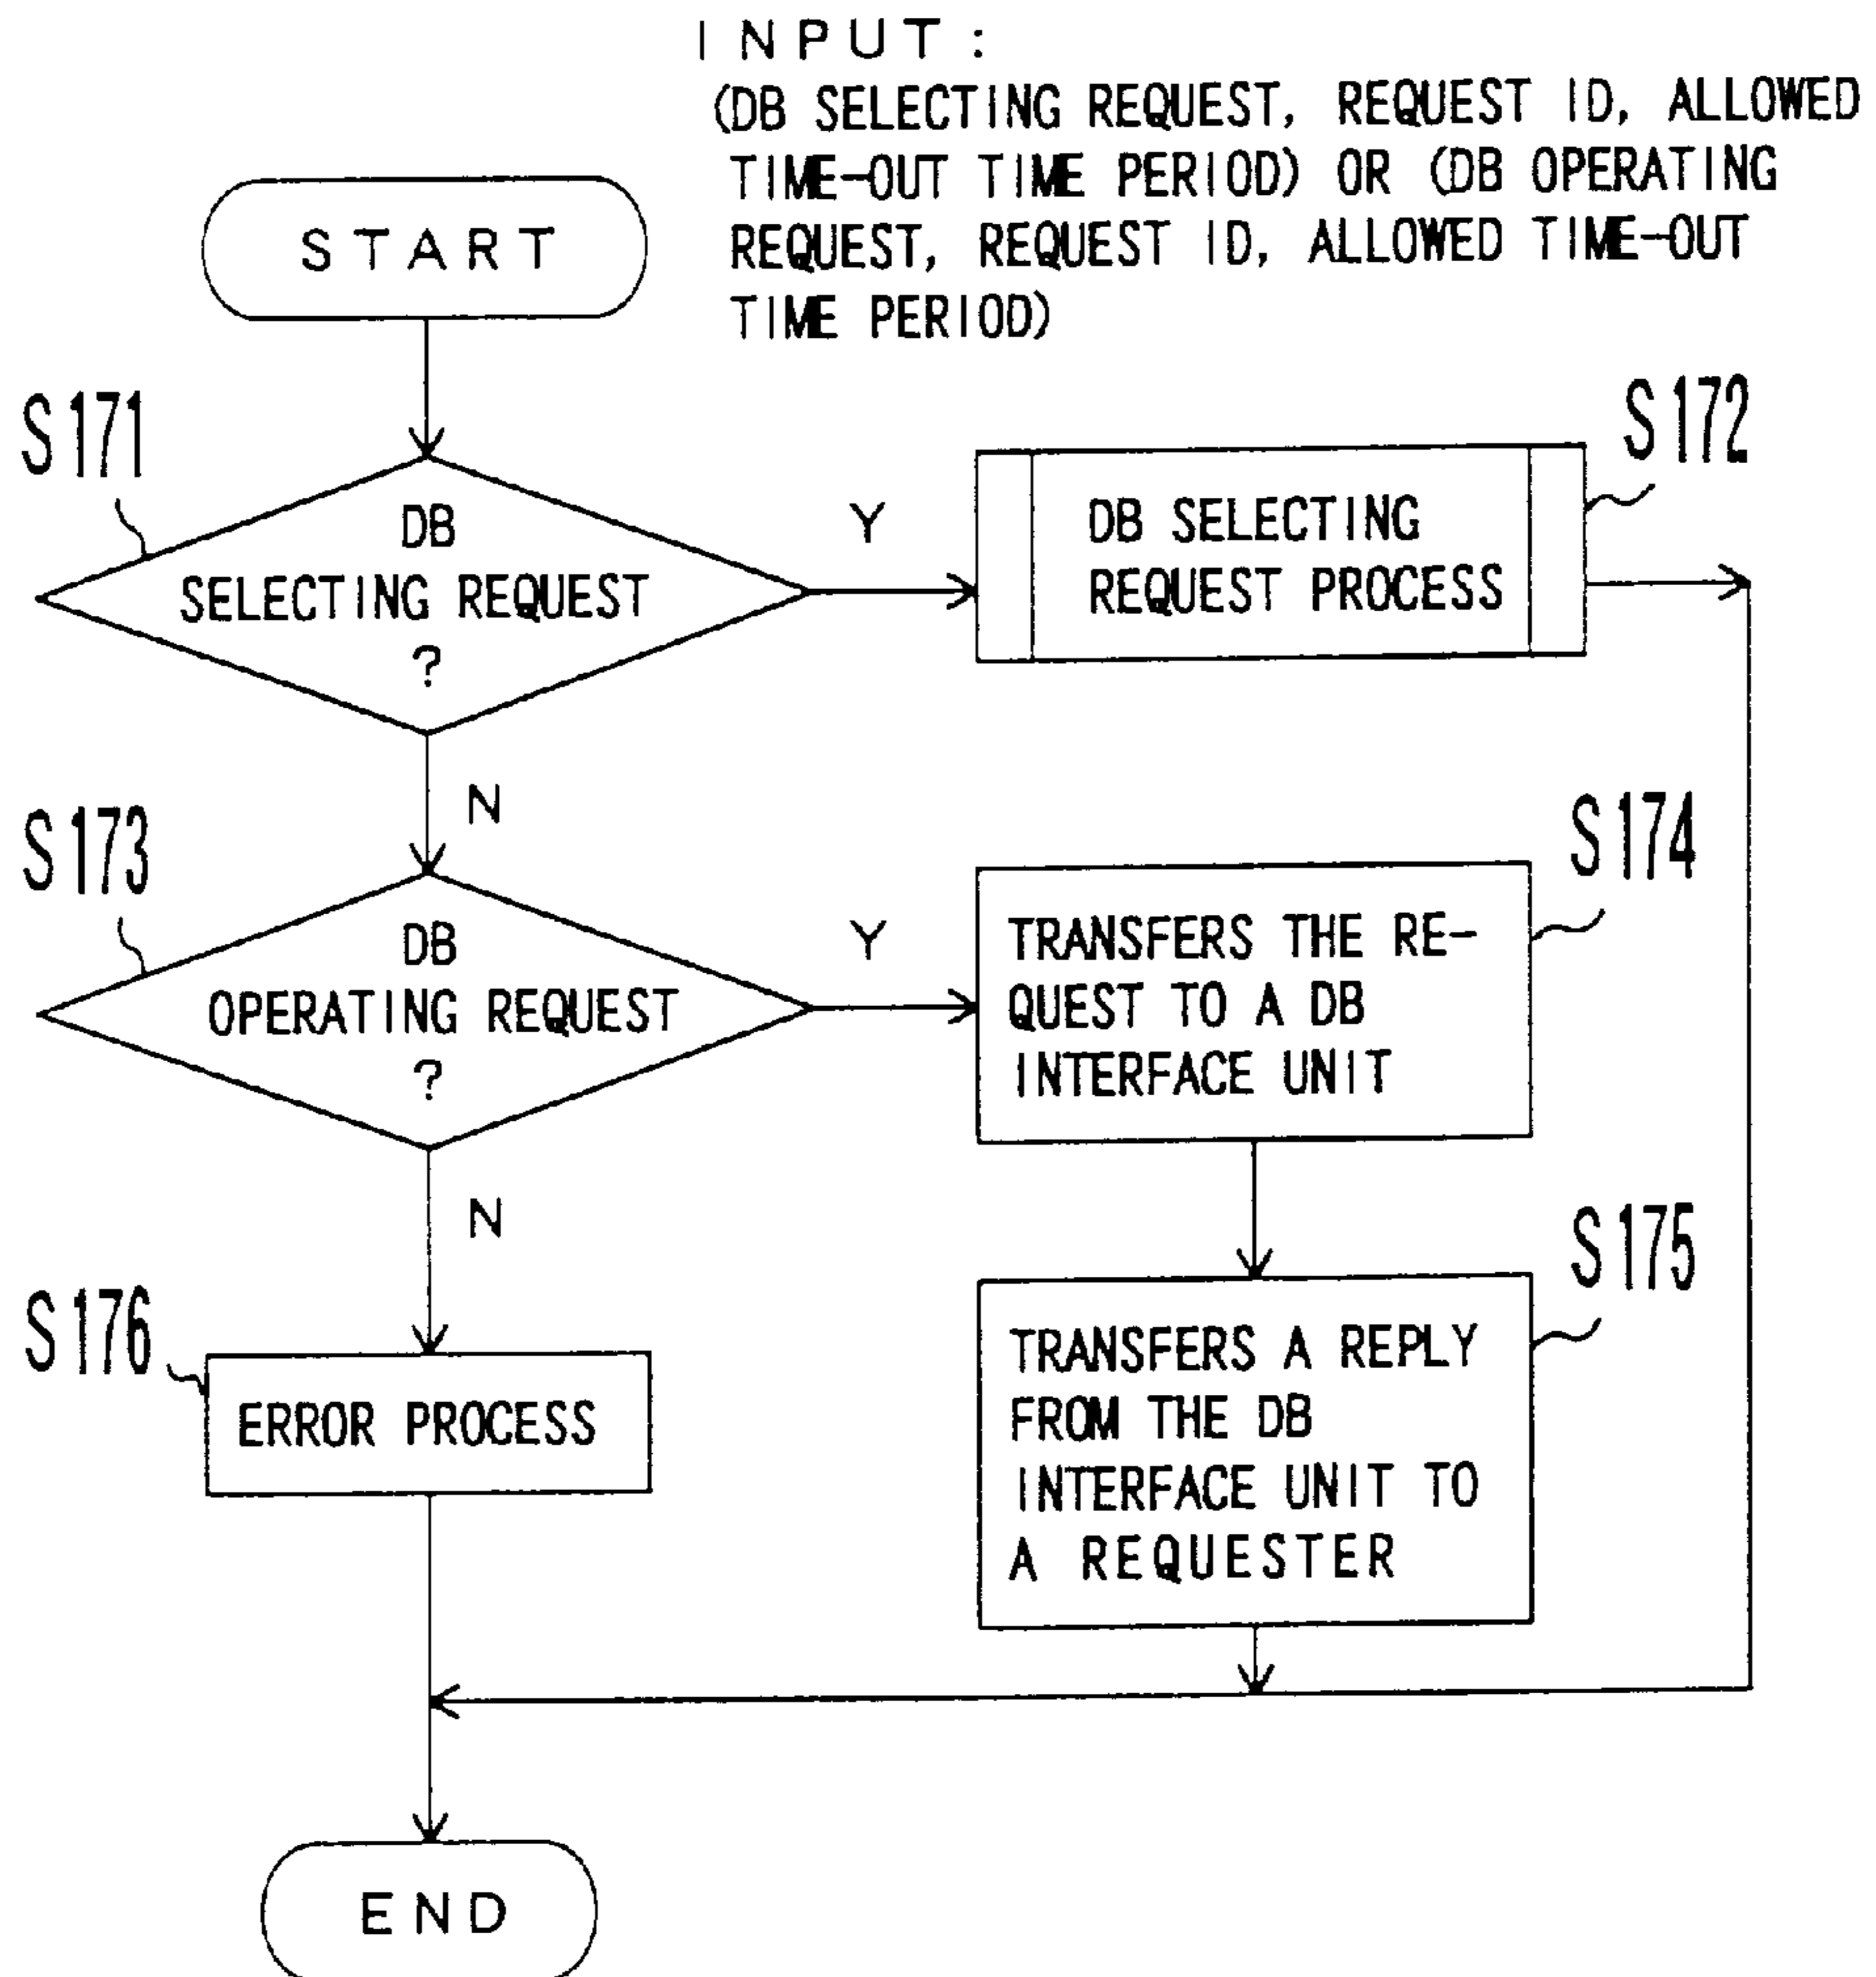 INPUT:
(DB SELECTING REQUEST, REQUEST ID, ALLOWED
TIME-OUT TIME PERIOD) OR (DB OPERATING
REQUEST, REQUEST ID, ALLOWED TIME-OUT
TIME PERIOD)
START
S171
DB
SELECTING REQUEST
?
Y
S172
DB SELECTING
REQUEST PROCESS
N
S173
DB
OPERATING REQUEST
?
Y
S174
TRANSFERS THE RE-
QUEST TO A DB
INTERFACE UNIT
N
S175
TRANSFERS A REPLY
FROM THE DB
INTERFACE UNIT TO
A REQUESTER
S176
ERROR PROCESS
END